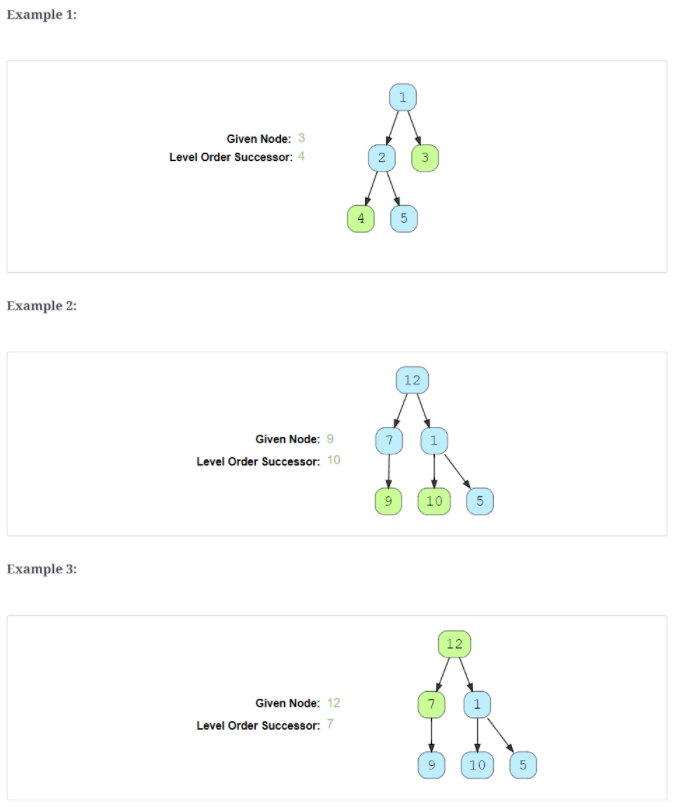 Example 1:
Given Node: 3
Level Order Successor: 4
1
2 3
4 5
Example 2:
Given Node: 9
Level Order Successor: 10
12
7 1
9 10 5
Example 3:
Given Node: 12
Level Order Successor: 7
12
7 1
9 10 5